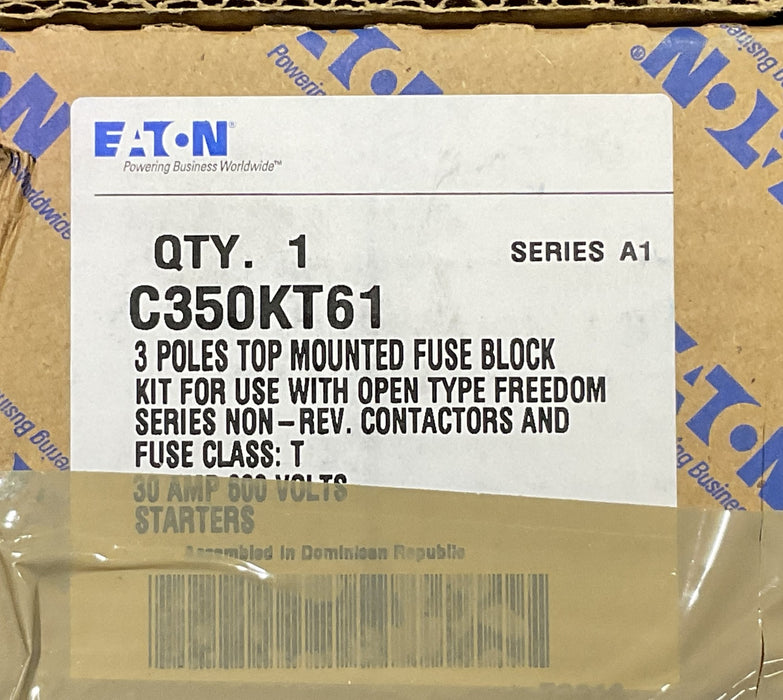 EATON®
Powering Business Worldwide™
QTY. 1
SERIES A1
C350KT61
3 POLES TOP MOUNTED FUSE BLOCK
KIT FOR USE WITH OPEN TYPE FREEDOM
SERIES NON-REV. CONTACTORS AND
FUSE CLASS: T
30 AMP 600 VOLTS
STARTERS
Assembled in Dominican Republic